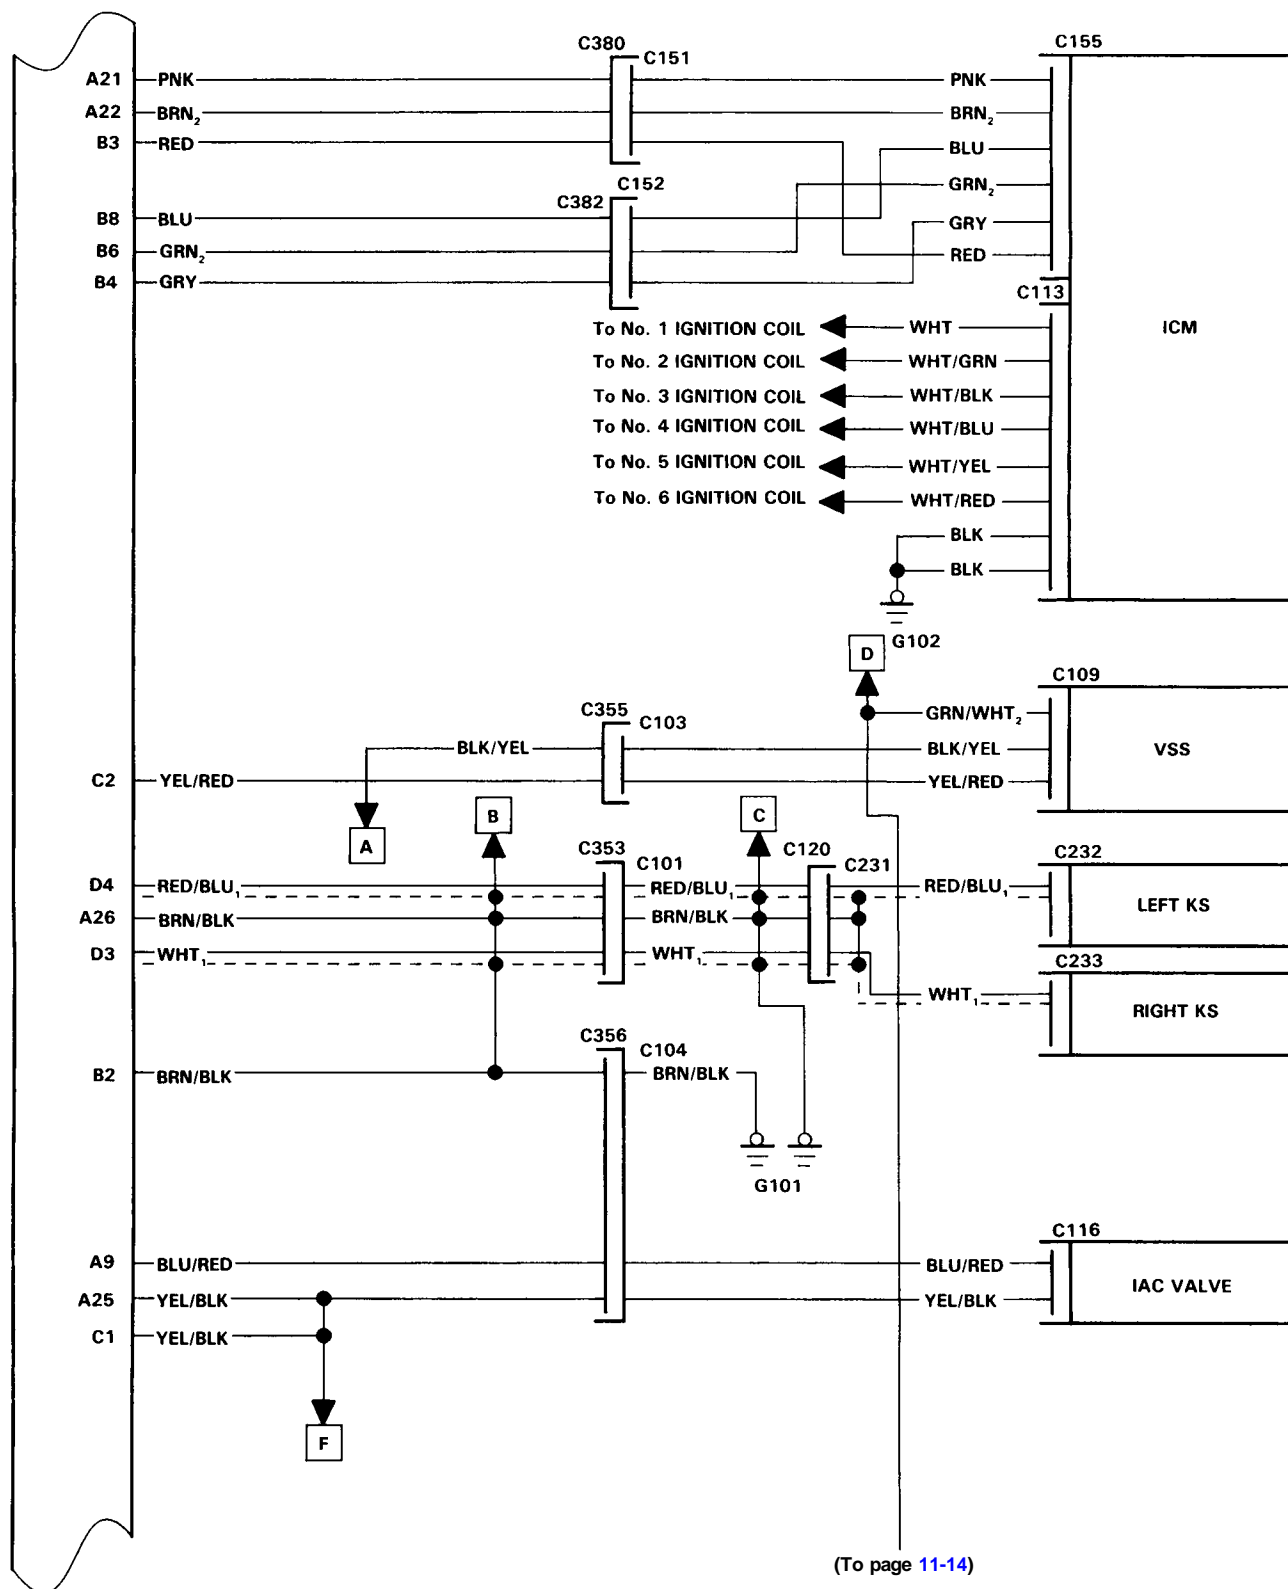 C380
C151
C155
A21 PNK PNK
A22 BRN₂ BRN₂
B3 RED BLU
C152
C382
GRN₂
B8 BLU GRY
B6 GRN₂ RED
B4 GRY
C113
To No. 1 IGNITION COIL WHT ICM
To No. 2 IGNITION COIL WHT/GRN
To No. 3 IGNITION COIL WHT/BLK
To No. 4 IGNITION COIL WHT/BLU
To No. 5 IGNITION COIL WHT/YEL
To No. 6 IGNITION COIL WHT/RED
BLK
BLK
G102
D
C109
C355
C103
GRN/WHT₂
BLK/YEL BLK/YEL VSS
C2 YEL/RED YEL/RED
B C
A
C353 C101 C120 C231 C232
D4 RED/BLU₁ RED/BLU₁ RED/BLU₁
LEFT KS
A26 BRN/BLK BRN/BLK
D3 WHT₁ WHT₁
C233
WHT₁
RIGHT KS
C356
C104
B2 BRN/BLK BRN/BLK
G101
C116
A9 BLU/RED BLU/RED
IAC VALVE
A25 YEL/BLK YEL/BLK
C1 YEL/BLK
F
(To page 11-14)